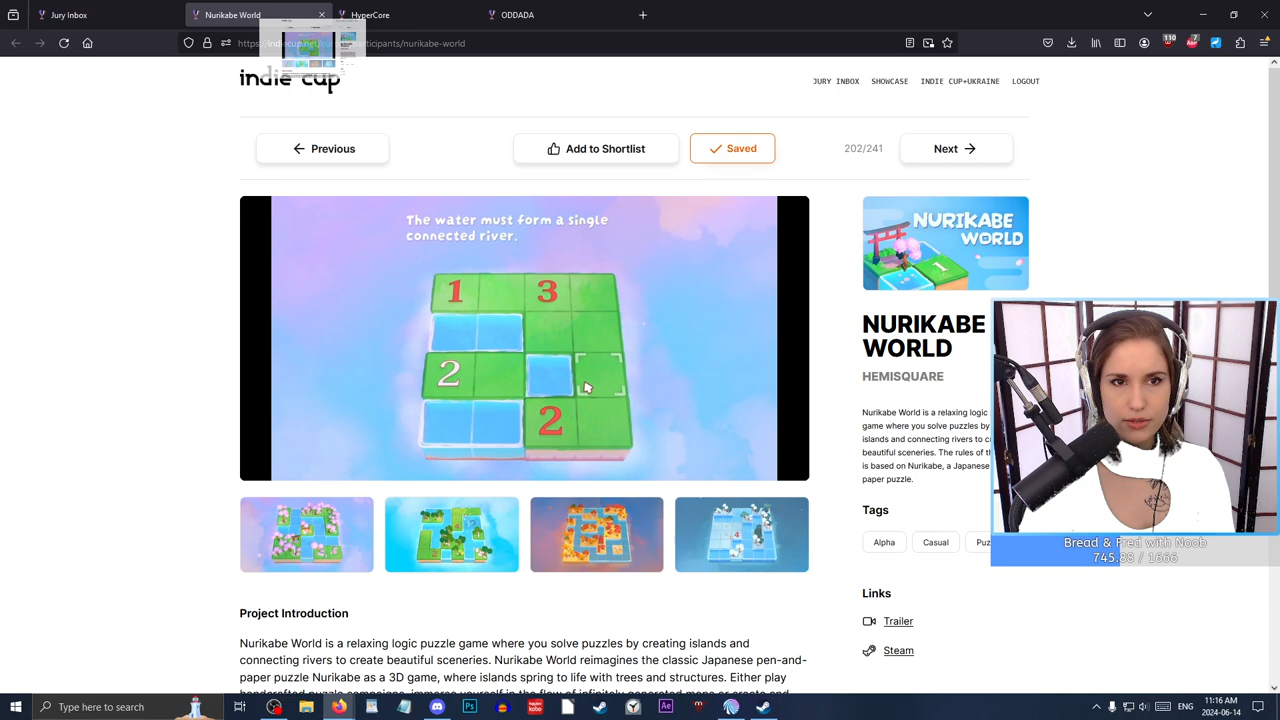 Jury Inbox
Nurikabe World
HyperCore
ODDADA
participants/nurikabe-world
indie cup
JURY INBOX
SHOWCASE
INDIE CUP+UKRAINE
LOGOUT
Previous
Add to Shortlist
Saved
202/241
Next
The water must form a single
connected river.
1
3
2
2
NURIKABE
WORLD
NURIKABE
WORLD
HEMISQUARE
Nurikabe World is a relaxing logic
game where you solve puzzles by
islands and connecting rivers to
beautiful sceneries. The rules of
is based on Nurikabe, a Japanese
paper puzzle.
Tags
Alpha
Casual
Puz
Bread & Fred with Noob
Links
Trailer
Steam
Project Introduction
Nurikabe World is a relaxing logic puzzle game where you solve puzzles by creating islands and
connecting rivers to create beautiful sceneries. Nurikabe World reimagines the classic Japanese pen-and-
paper puzzle Nurikabe as a 3D game, where islands spring to life with trees and structures. Either play
Type here to search
ENG
11:16 AM
2024-06-14